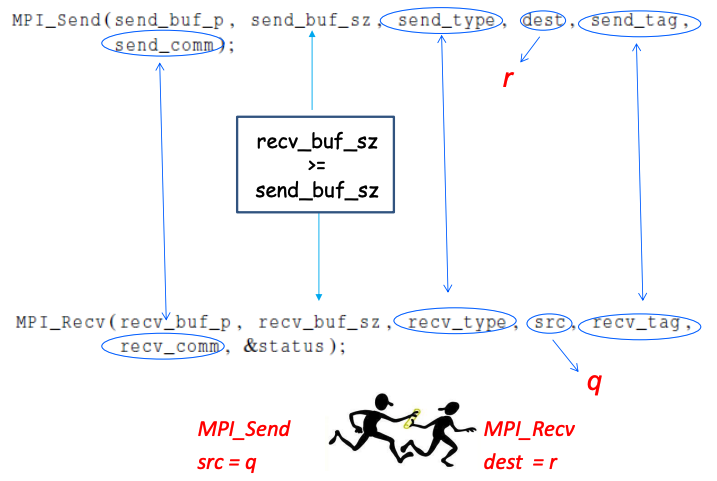 MPI_Send(send_buf_p, send_buf_sz, send_type, dest, send_tag,
send_comm);
r
recv_buf_sz
>=
send_buf_sz
MPI_Recv(recv_buf_p, recv_buf_sz, recv_type, src, recv_tag,
recv_comm, &status);
q
MPI_Send
src = q
MPI_Recv
dest = r